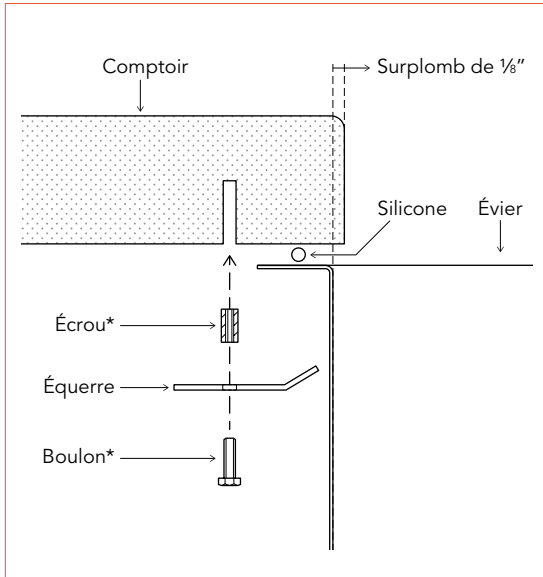 Comptoir
Surplomb de ⅛”
Silicone
Évier
Écrou*
Équerre
Boulon*